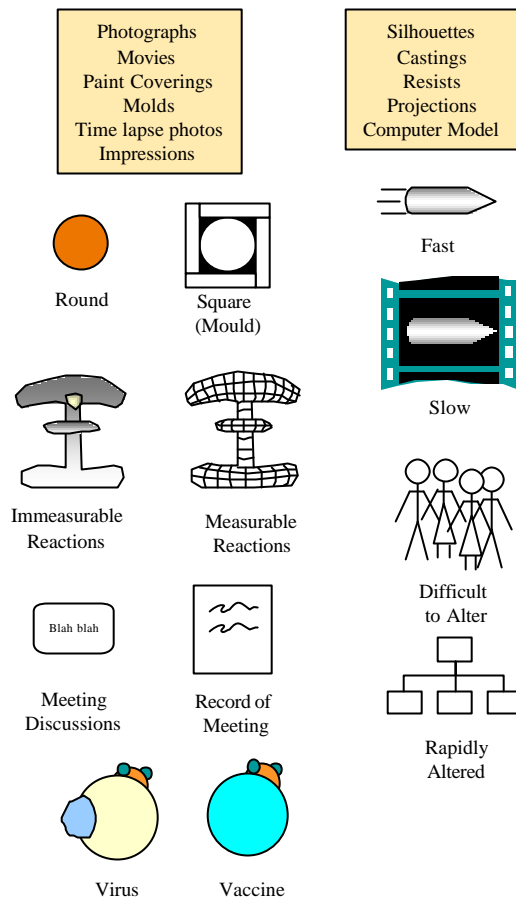 Photographs
Movies
Paint Coverings
Molds
Time lapse photos
Impressions
Silhouettes
Castings
Resists
Projections
Computer Model
Round
Square
(Mould)
Fast
Slow
Immeasurable
Reactions
Measurable
Reactions
Difficult
to Alter
Blah blah
Meeting
Discussions
Record of
Meeting
Rapidly
Altered
Virus
Vaccine